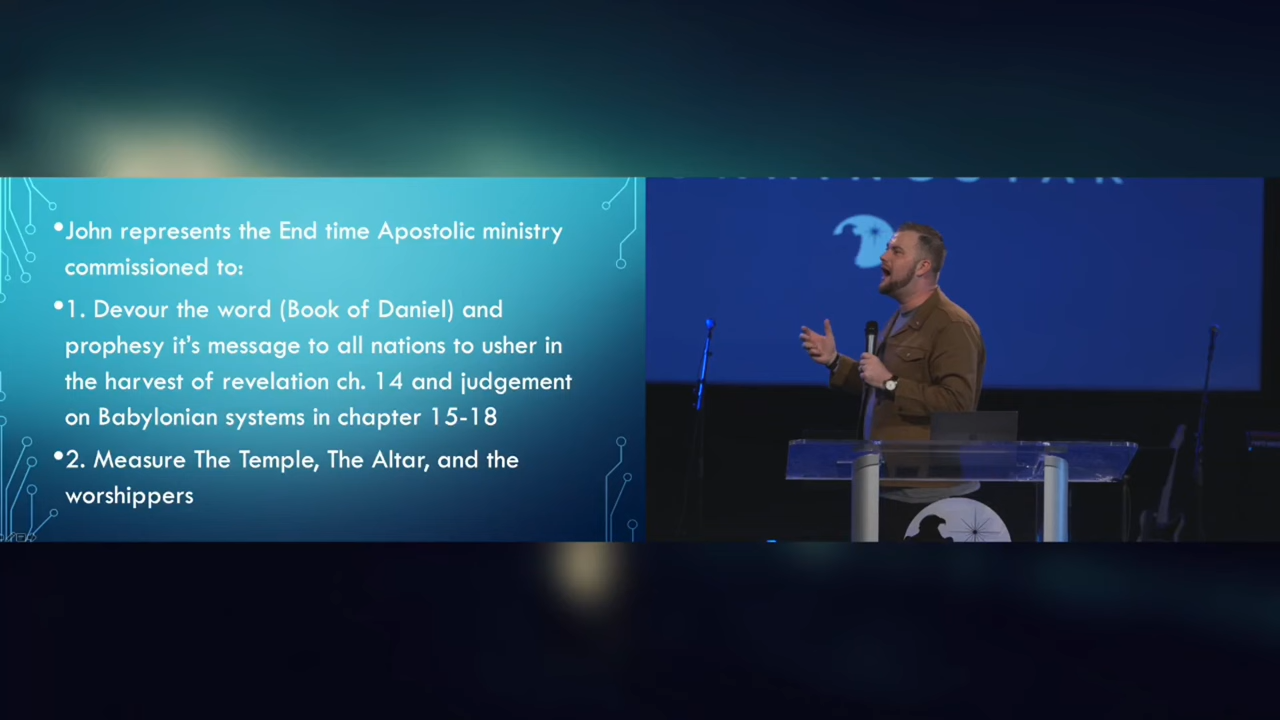 •John represents the End time Apostolic ministry
commissioned to:
•1. Devour the word (Book of Daniel) and
prophesy it's message to all nations to usher in
the harvest of revelation ch. 14 and judgement
on Babylonian systems in chapter 15-18
•2. Measure The Temple, The Altar, and the
worshippers